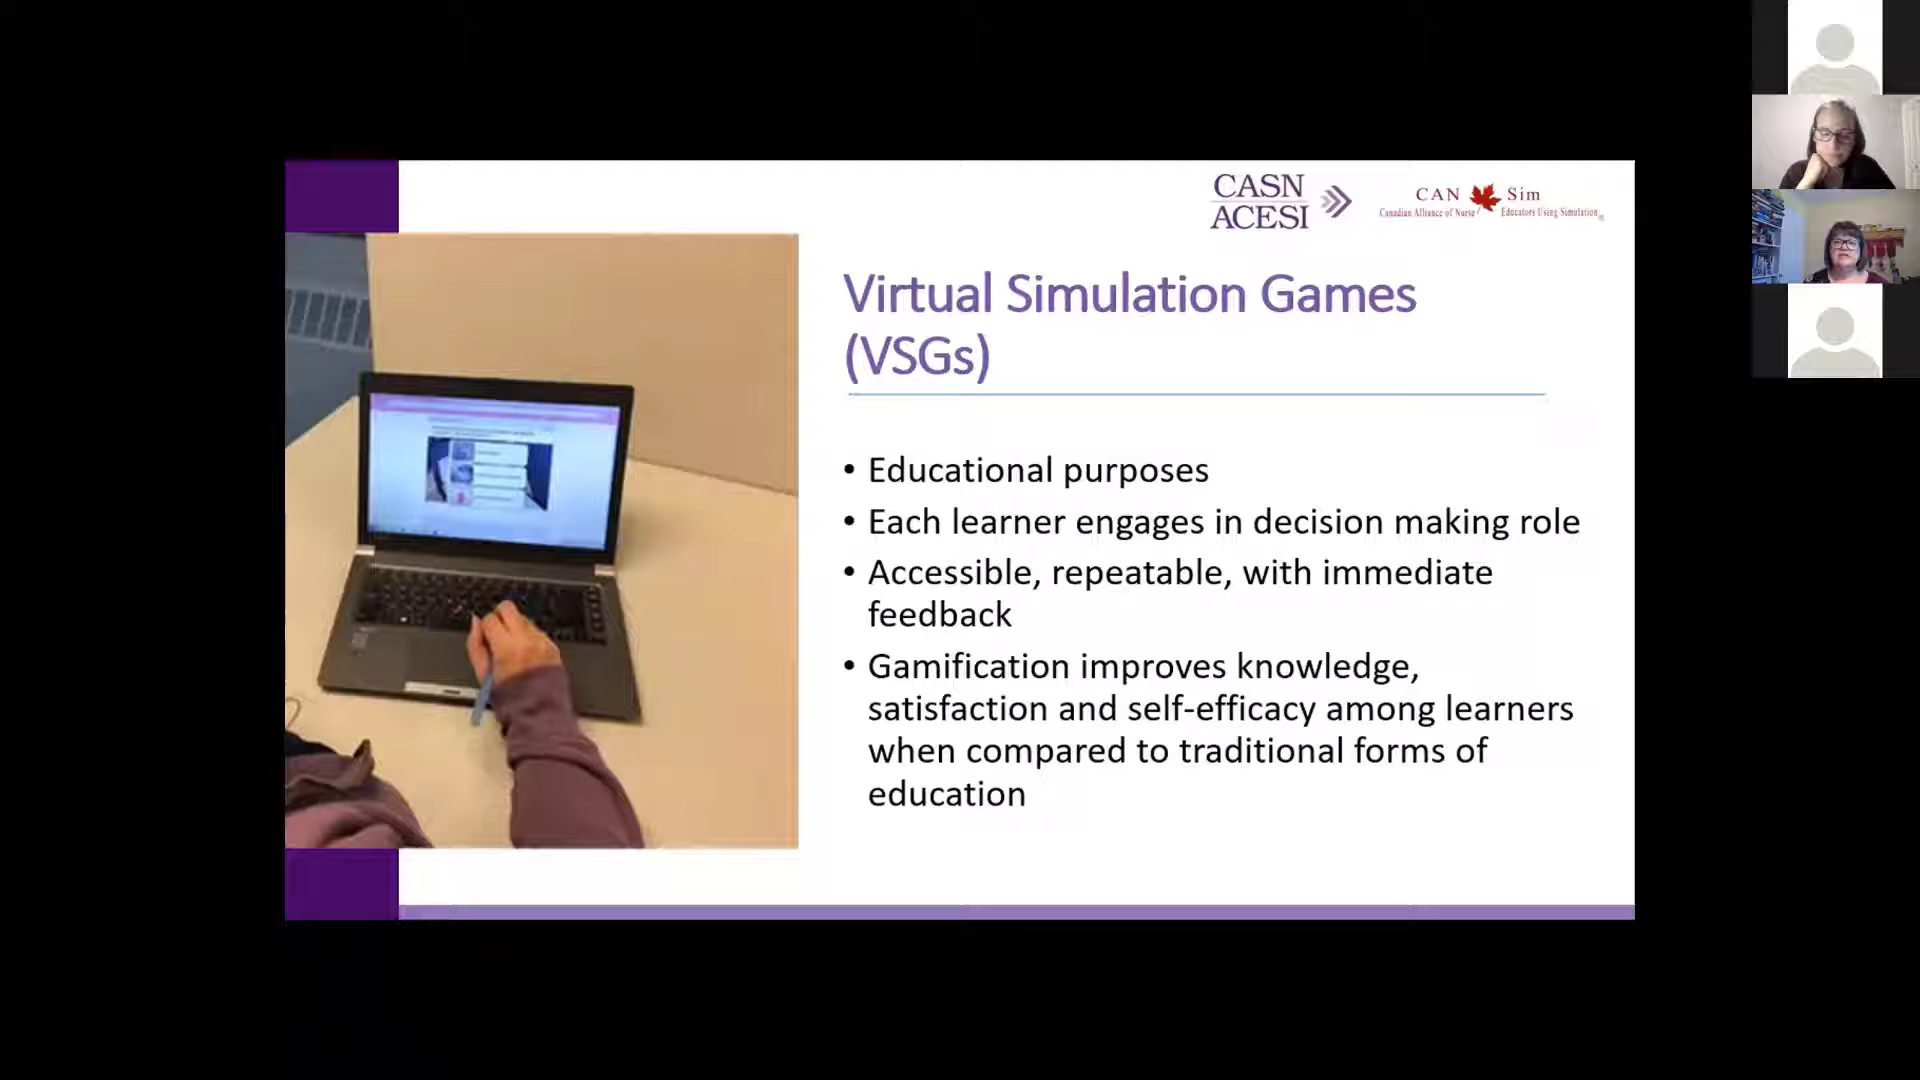 CASN
ACESI
CAN Sim
Canadian Alliance of Nurse Educators Using Simulation
Virtual Simulation Games
(VSGs)
• Educational purposes
• Each learner engages in decision making role
• Accessible, repeatable, with immediate
feedback
• Gamification improves knowledge,
satisfaction and self-efficacy among learners
when compared to traditional forms of
education